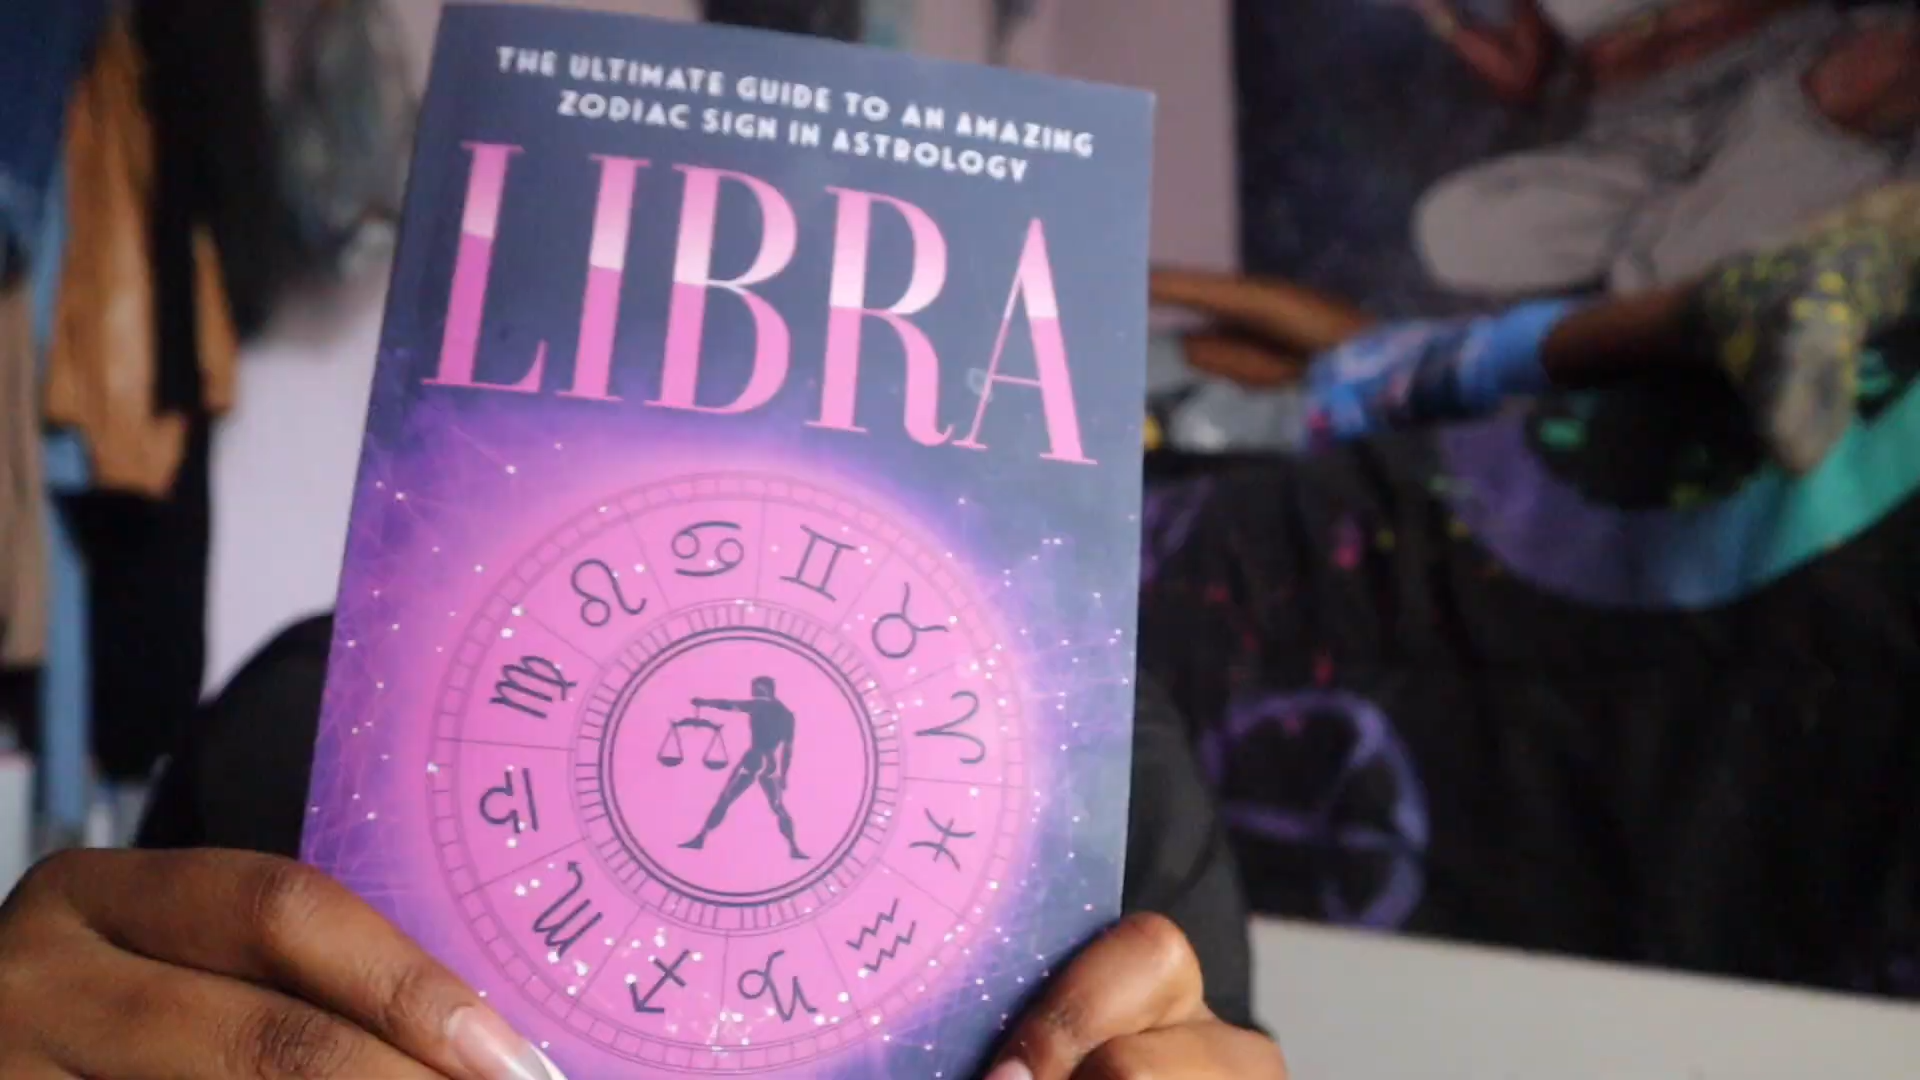 THE ULTIMATE GUIDE TO AN AMAZING
ZODIAC SIGN IN ASTROLOGY
LIBRA